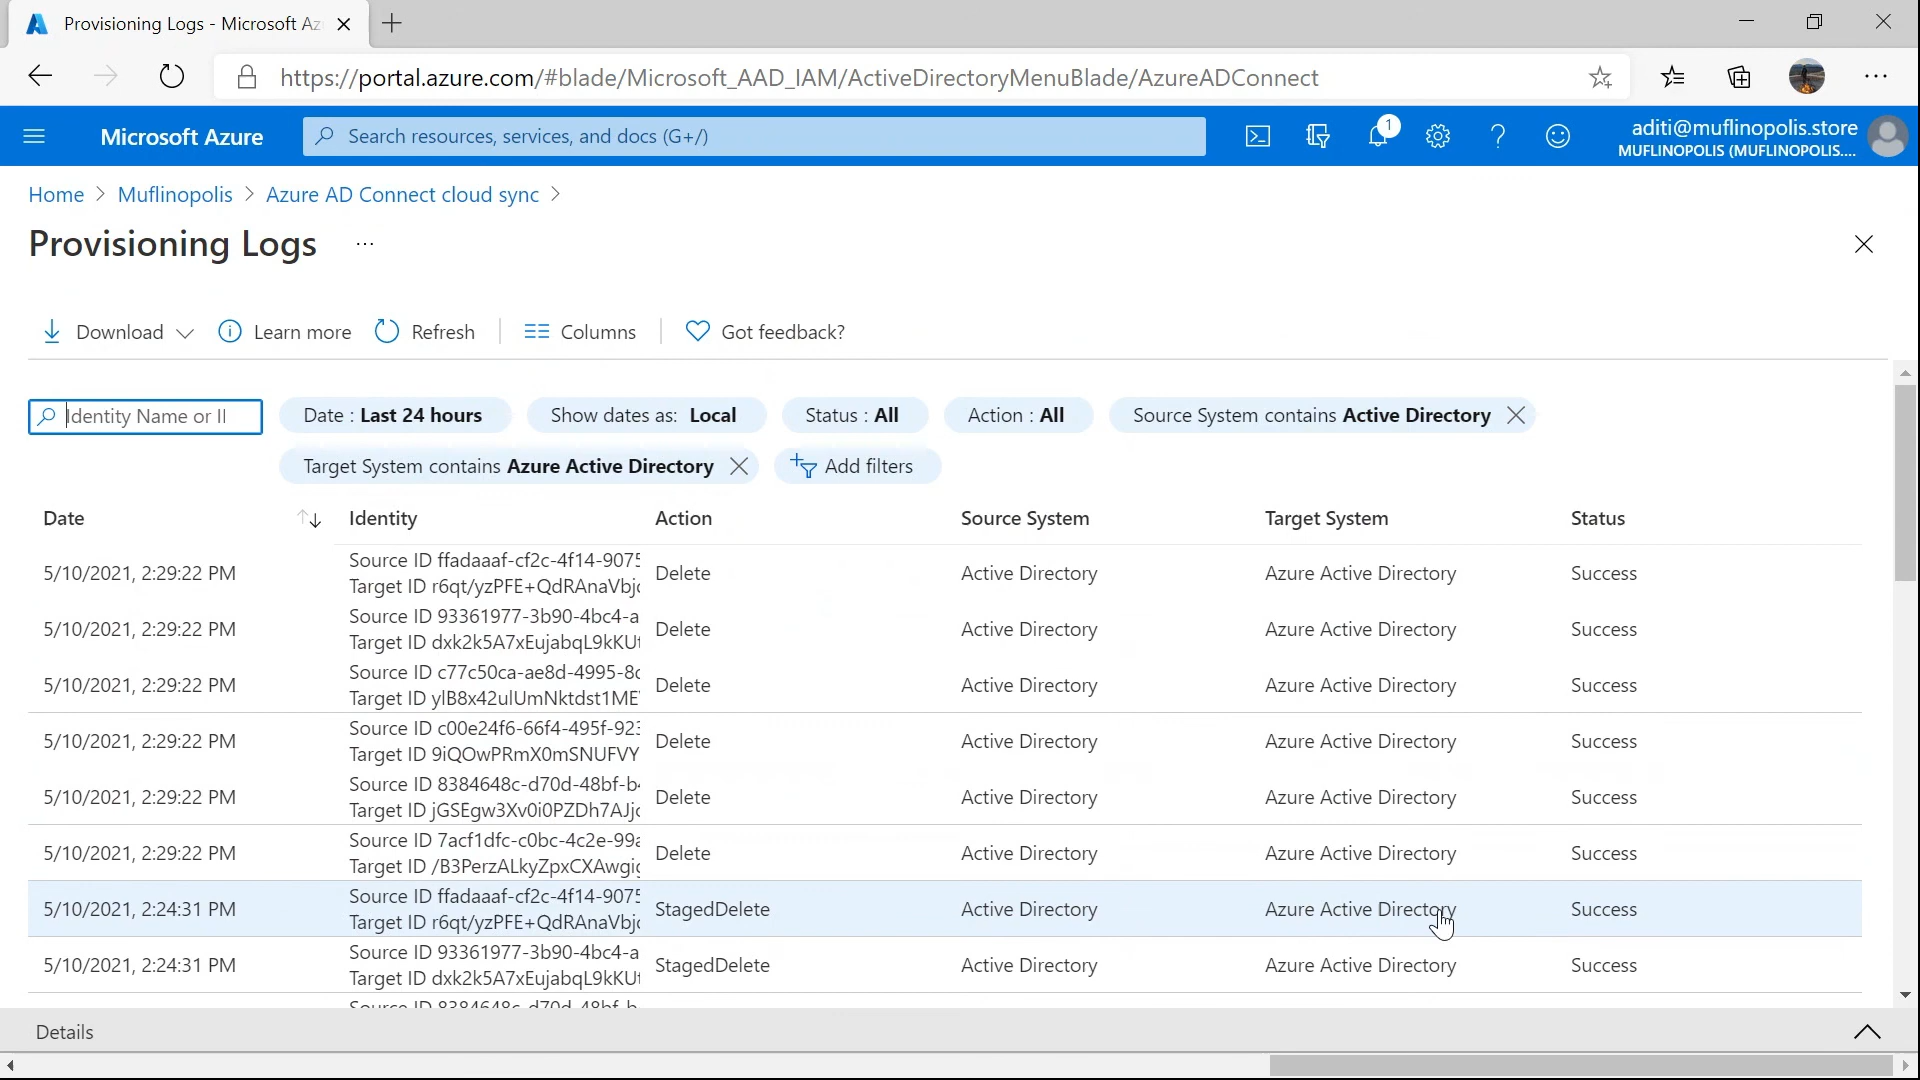 Provisioning Logs - Microsoft Az
https://portal.azure.com/#blade/Microsoft_AAD_IAM/ActiveDirectoryMenuBlade/AzureADConnect
Microsoft Azure
Search resources, services, and docs (G+/)
1
aditi@muflinopolis.store
MUFLINOPOLIS (MUFLINOPOLIS....
Home > Muflinopolis > Azure AD Connect cloud sync >
Provisioning Logs ...
Download Learn more Refresh Columns Got feedback?
Identity Name or II Date : Last 24 hours Show dates as: Local Status : All Action : All Source System contains Active Directory
Target System contains Azure Active Directory Add filters
Date Identity Action Source System Target System Status
Source ID ffadaaaf-cf2c-4f14-9075
5/10/2021, 2:29:22 PM Delete Active Directory Azure Active Directory Success
Target ID r6qt/yzPFE+QdRAnaVbj
Source ID 93361977-3b90-4bc4-a
5/10/2021, 2:29:22 PM Delete Active Directory Azure Active Directory Success
Target ID dxk2k5A7xEujabqL9kKU
Source ID c77c50ca-ae8d-4995-8
5/10/2021, 2:29:22 PM Delete Active Directory Azure Active Directory Success
Target ID ylB8x42ulUmNktdst1ME
Source ID c00e24f6-66f4-495f-923
5/10/2021, 2:29:22 PM Delete Active Directory Azure Active Directory Success
Target ID 9iQOwPRmX0mSNUFVY
Source ID 8384648c-d70d-48bf-b
5/10/2021, 2:29:22 PM Delete Active Directory Azure Active Directory Success
Target ID jGSEgw3Xv0i0PZDh7AJj
Source ID 7acf1dfc-c0bc-4c2e-99a
5/10/2021, 2:29:22 PM Delete Active Directory Azure Active Directory Success
Target ID /B3PerzALkyZpxCXAwgi
Source ID ffadaaaf-cf2c-4f14-9075
5/10/2021, 2:24:31 PM StagedDelete Active Directory Azure Active Directory Success
Target ID r6qt/yzPFE+QdRAnaVbj
Source ID 93361977-3b90-4bc4-a
5/10/2021, 2:24:31 PM StagedDelete Active Directory Azure Active Directory Success
Target ID dxk2k5A7xEujabqL9kKU
Source ID 8384648c-d70d-48bf-b
Details